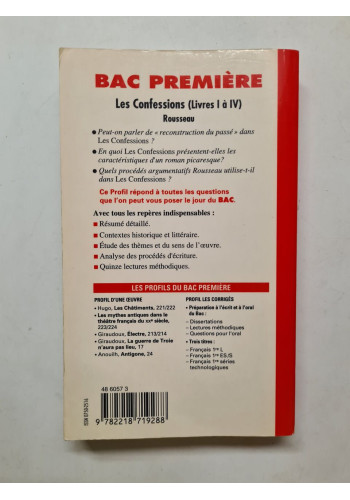 BAC PREMIÈRE
Les Confessions (Livres I à IV)
Rousseau
● Peut-on parler de « reconstruction du passé » dans
Les Confessions ?
● En quoi Les Confessions présentent-elles les
caractéristiques d'un roman picaresque?
● Quels procédés argumentatifs Rousseau utilise-t-il
dans Les Confessions ?
Ce Profil répond à toutes les questions
que l'on peut vous poser le jour du BAC.
Avec tous les repères indispensables :
■ Résumé détaillé.
■ Contextes historique et littéraire.
■ Étude des thèmes et du sens de l'œuvre.
■ Analyse des procédés d'écriture.
■ Quinze lectures méthodiques.
LES PROFILS DU BAC PREMIÈRE
PROFIL D'UNE ŒUVRE
• Hugo, Les Châtiments, 221/222
• Les mythes antiques dans le
théâtre français du XXe siècle,
223/224
• Giraudoux, Électre, 213/214
• Giraudoux, La guerre de Troie
n'aura pas lieu, 17
• Anouilh, Antigone, 24
PROFIL LES CORRIGÉS
• Préparation à l'écrit et à l'oral
du Bac :
– Dissertations
– Lectures méthodiques
– Questions pour l'oral
• Trois titres :
– Français 1re L
– Français 1re ES/S
– Français 1re séries
technologiques
48 6057 3
9 782218 719288